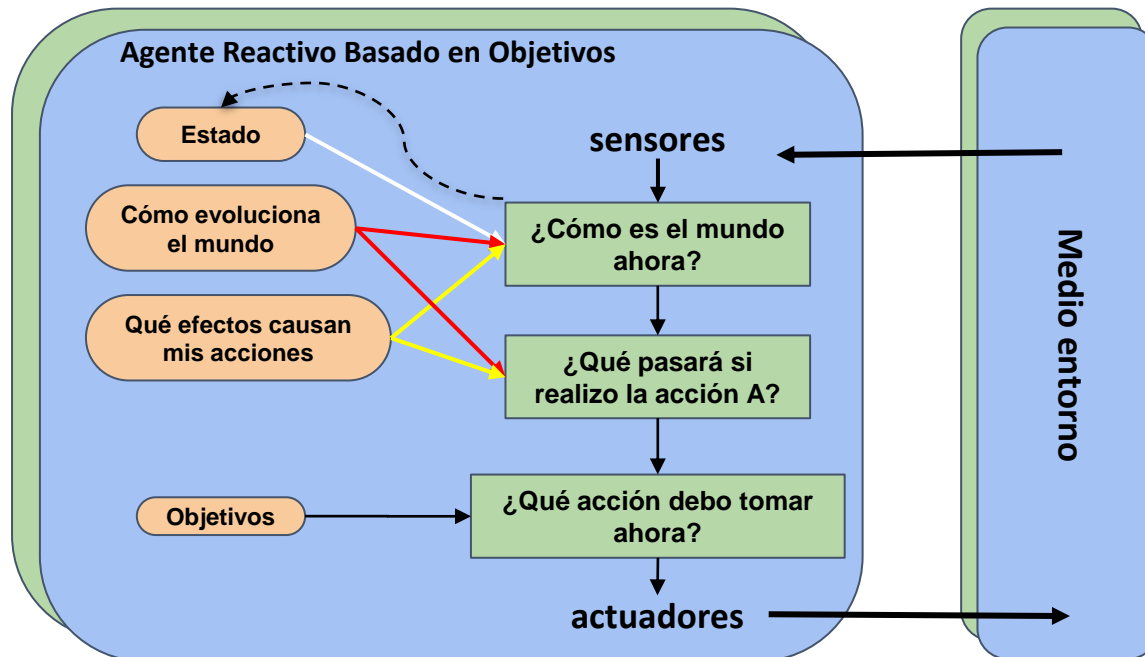 Agente Reactivo Basado en Objetivos
Estado
sensores
Cómo evoluciona
el mundo
¿Cómo es el mundo
ahora?
Qué efectos causan
mis acciones
¿Qué pasará si
realizo la acción A?
Objetivos
¿Qué acción debo tomar
ahora?
actuadores
Medio entorno